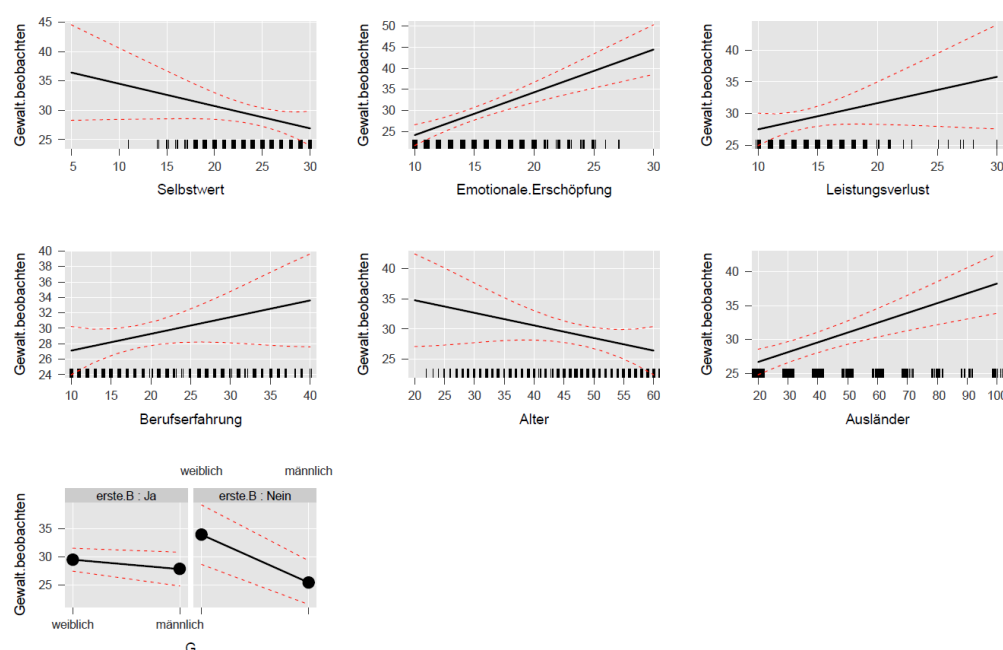 Gewalt.beobachten
45
40
35
30
25
5 10 15 20 25 30
Selbstwert
Gewalt.beobachten
50
45
40
35
30
25
10 15 20 25 30
Emotionale.Erschöpfung
Gewalt.beobachten
40
35
30
25
10 15 20 25 30
Leistungsverlust
Gewalt.beobachten
40
38
36
34
32
30
28
26
24
10 15 20 25 30 35 40
Berufserfahrung
Gewalt.beobachten
40
35
30
25
20 25 30 35 40 45 50 55 60
Alter
Gewalt.beobachten
40
35
30
25
20 30 40 50 60 70 80 90 100
Ausländer
weiblich männlich
erste.B : Ja erste.B : Nein
Gewalt.beobachten
35
30
25
weiblich männlich
G